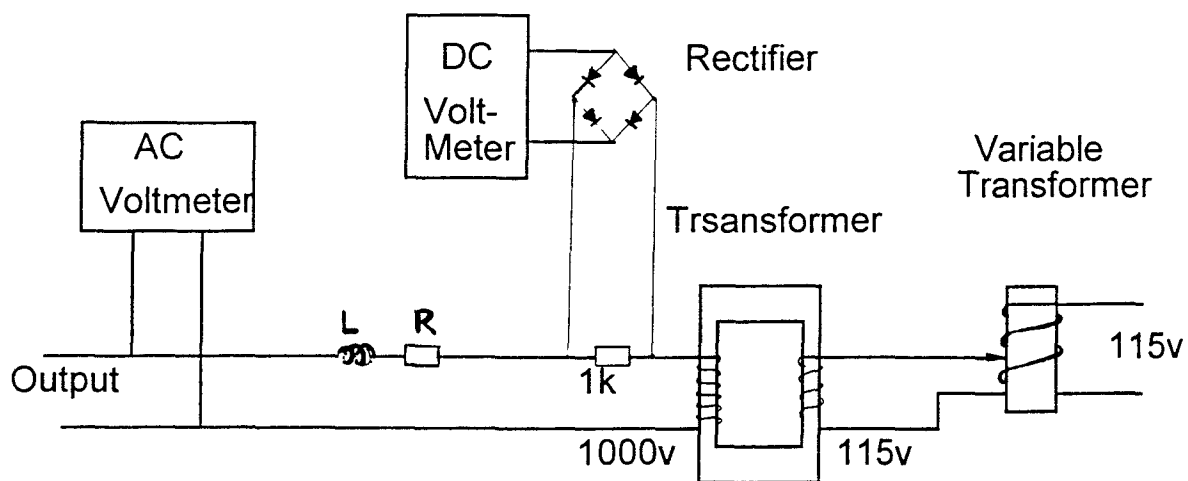 DC
Volt-
Meter
Rectifier
AC
Voltmeter
Variable
Transformer
Trsansformer
L
R
115v
Output
1k
1000v
115v